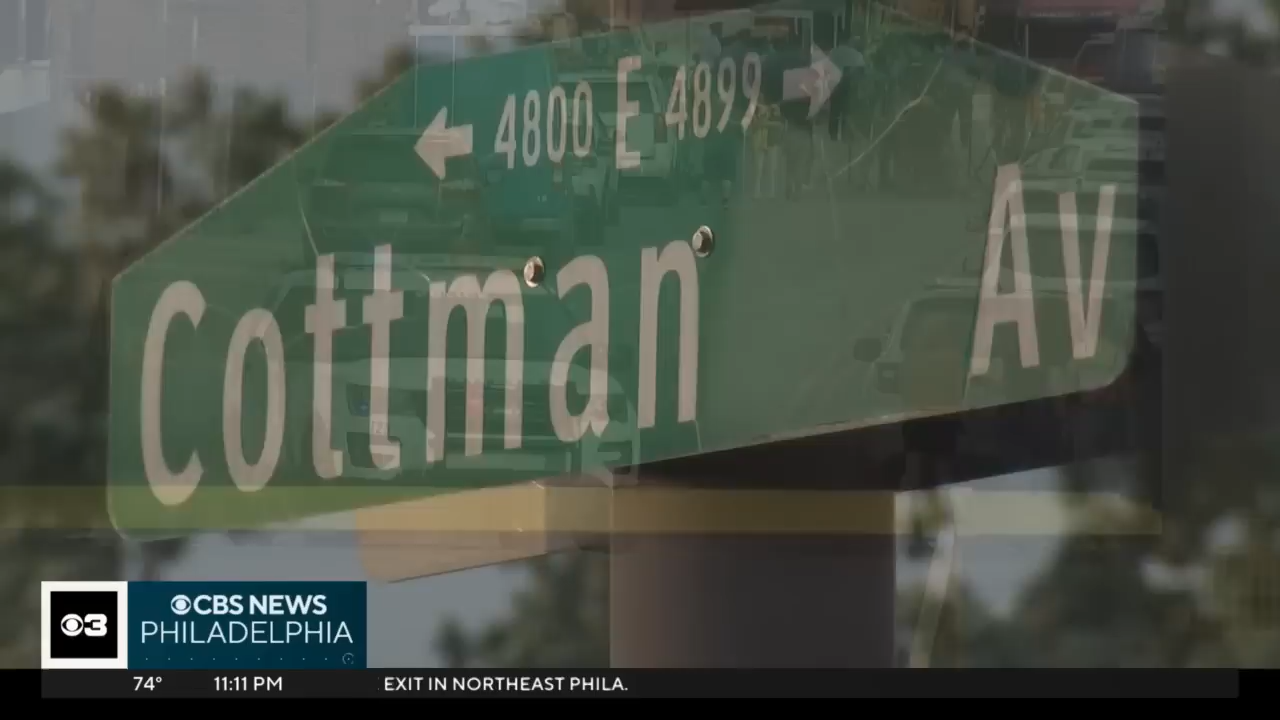 4800 E 4899
Cottman Av
3
CBS NEWS
PHILADELPHIA
74° 11:11 PM EXIT IN NORTHEAST PHILA.